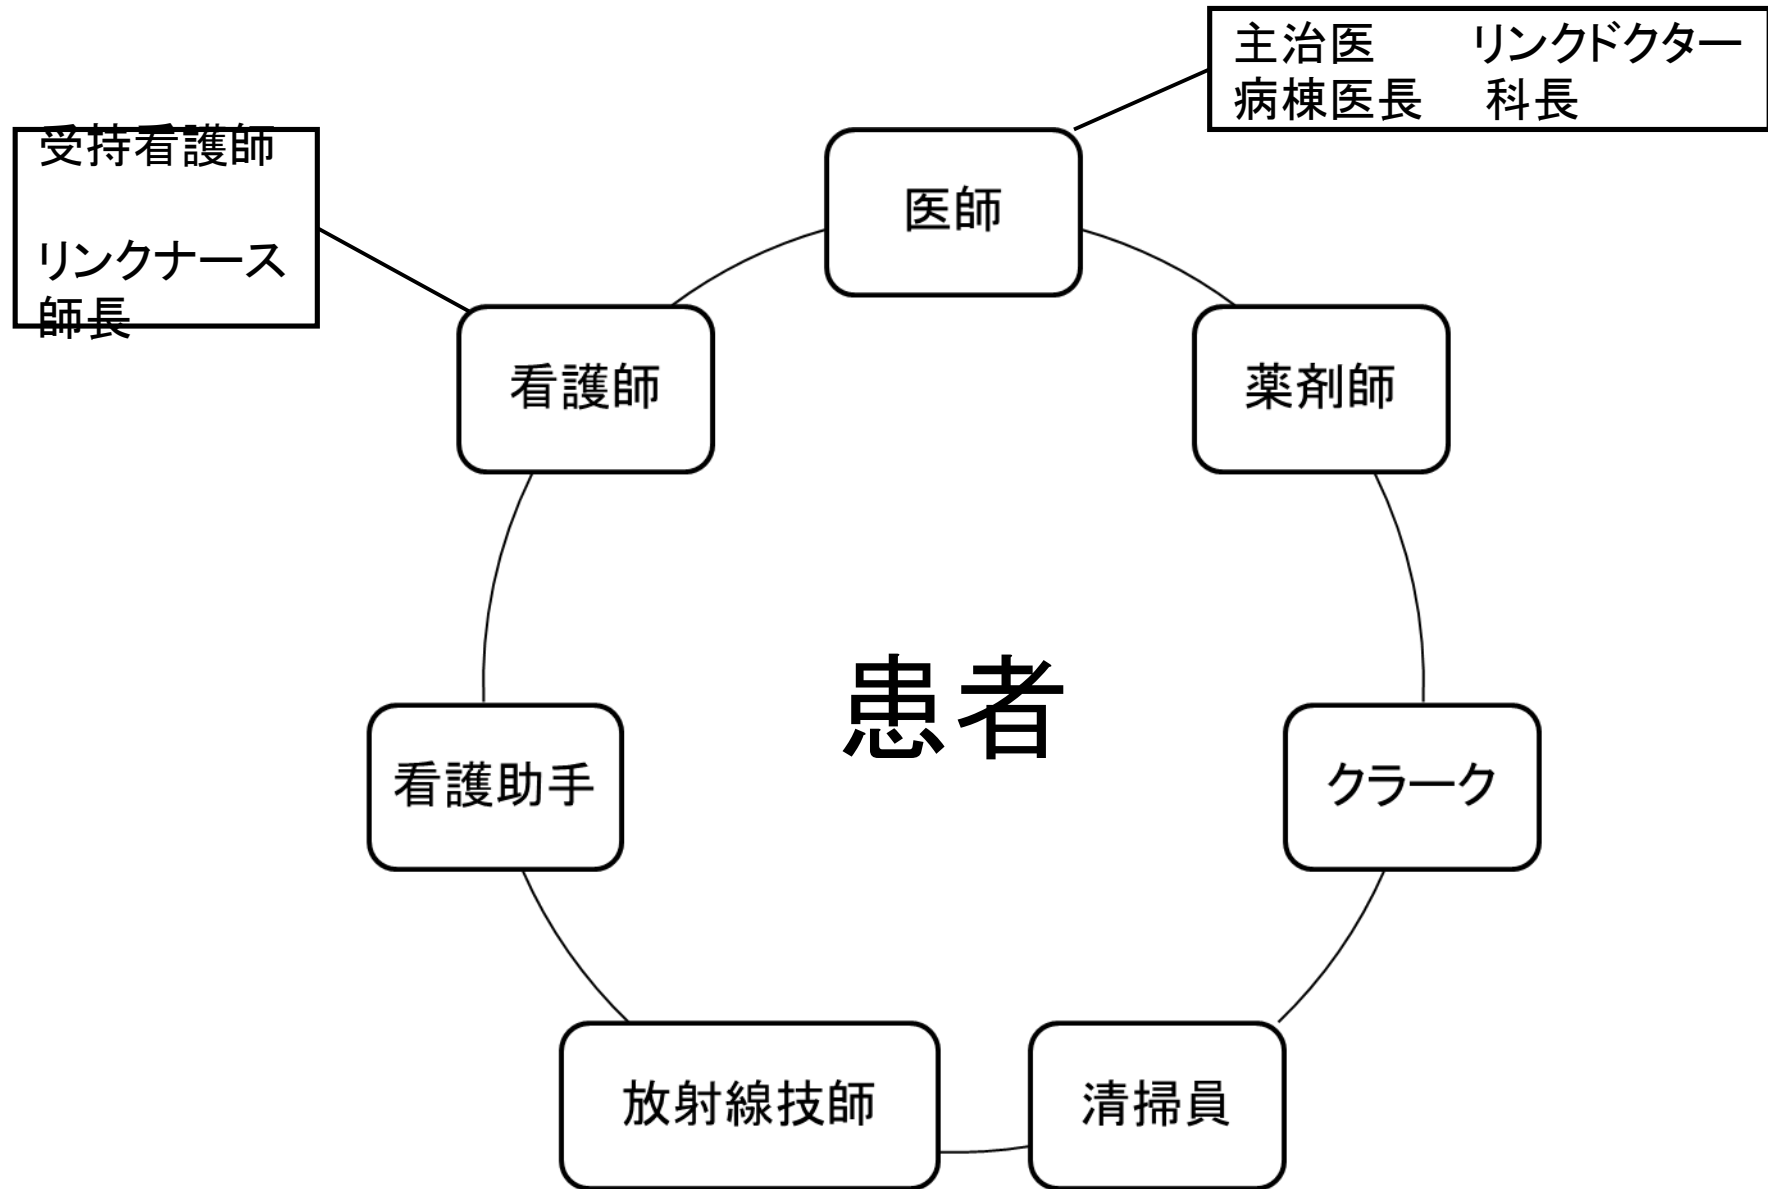 主治医 リンクドクター
病棟医長 科長
受持看護師
リンクナース
師長
医師
看護師
薬剤師
患者
看護助手
クラーク
放射線技師
清掃員